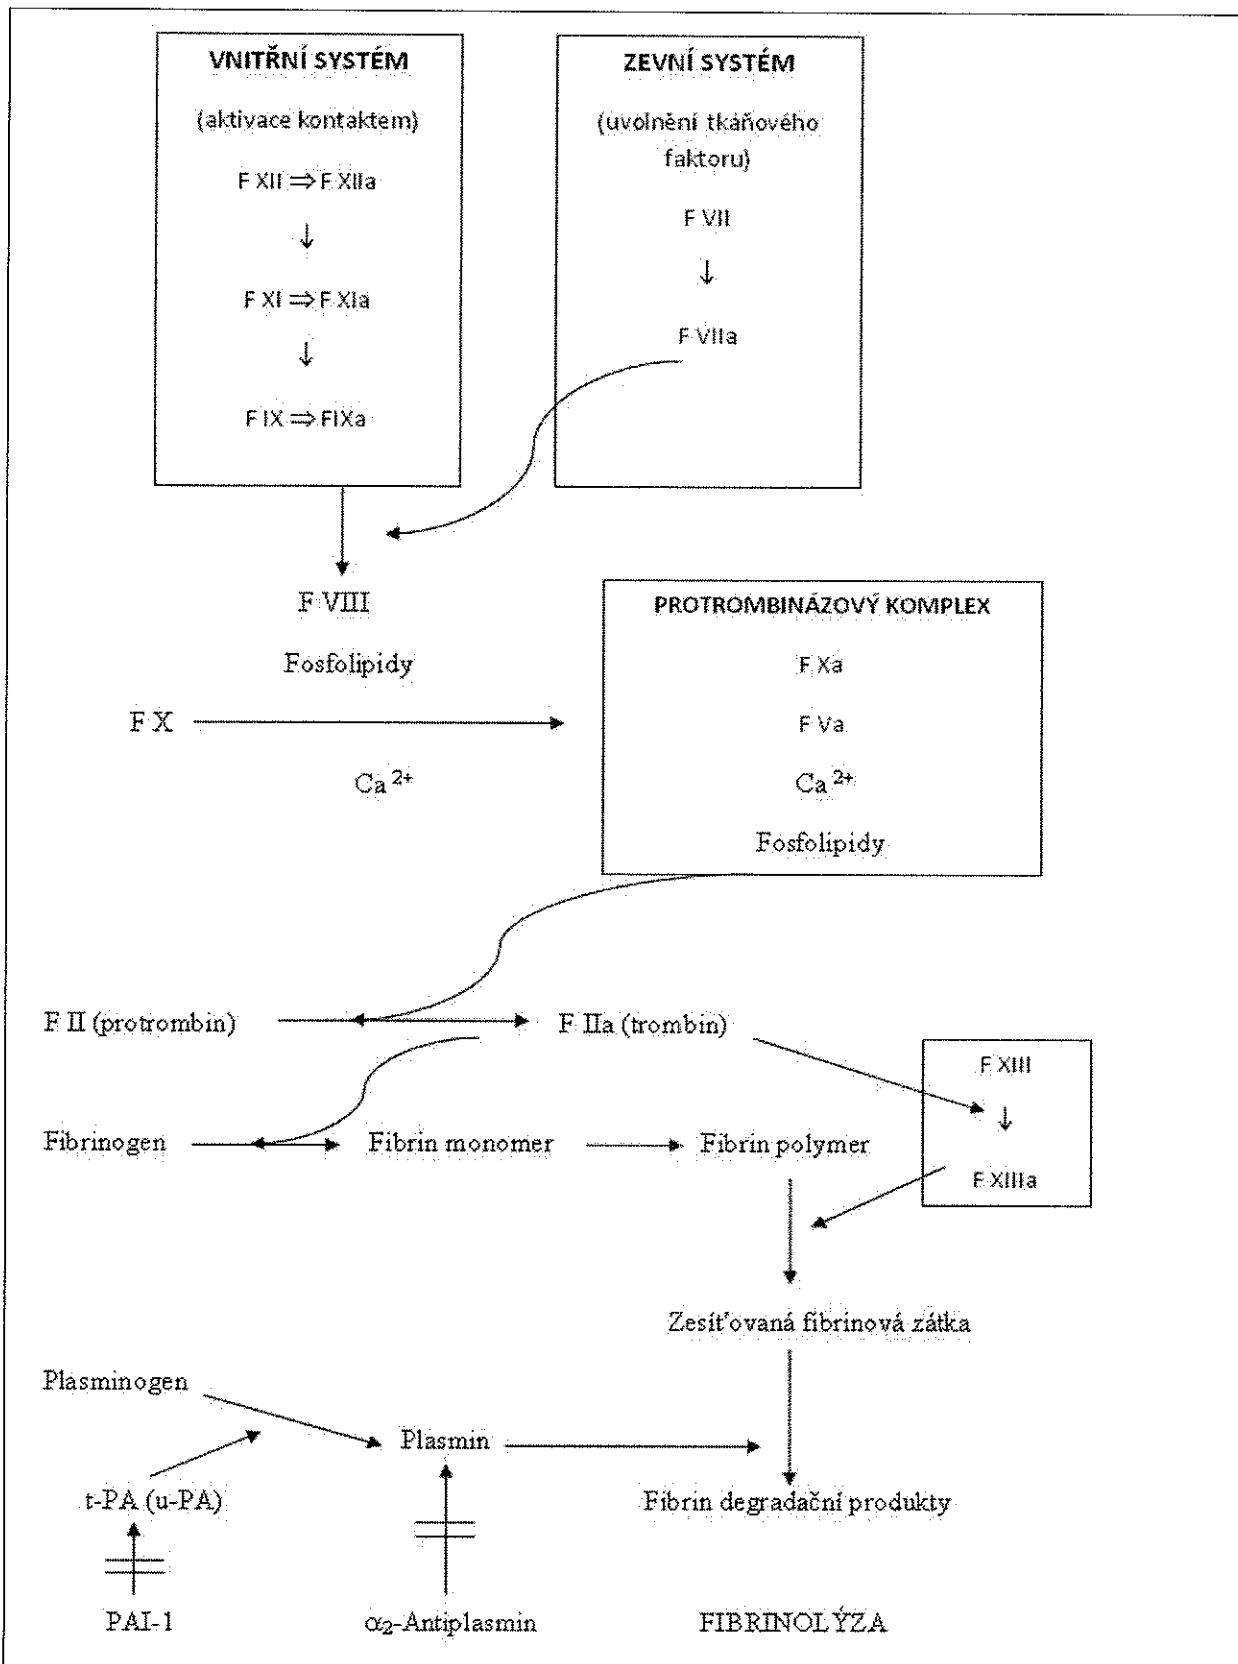 VNITŘNÍ SYSTÉM
(aktivace kontaktem)
F XII ⇒ F XIIa
↓
F XI ⇒ F XIa
↓
F IX ⇒ FIXa
ZEVNÍ SYSTÉM
(uvolnění tkáňového
faktoru)
F VII
↓
F VIIa
F VIII
Fosfolipidy
F X
Ca 2+
PROTROMBINÁZOVÝ KOMPLEX
F Xa
F Va
Ca 2+
Fosfolipidy
F II (protrombin)
F IIa (trombin)
F XIII
↓
F XIIIa
Fibrinogen
Fibrin monomer
Fibrin polymer
Zesíťovaná fibrinová zátka
Plasminogen
Plasmin
t-PA (u-PA)
Fibrin degradační produkty
PAI-1
α2-Antiplasmin
FIBRINOLÝZA